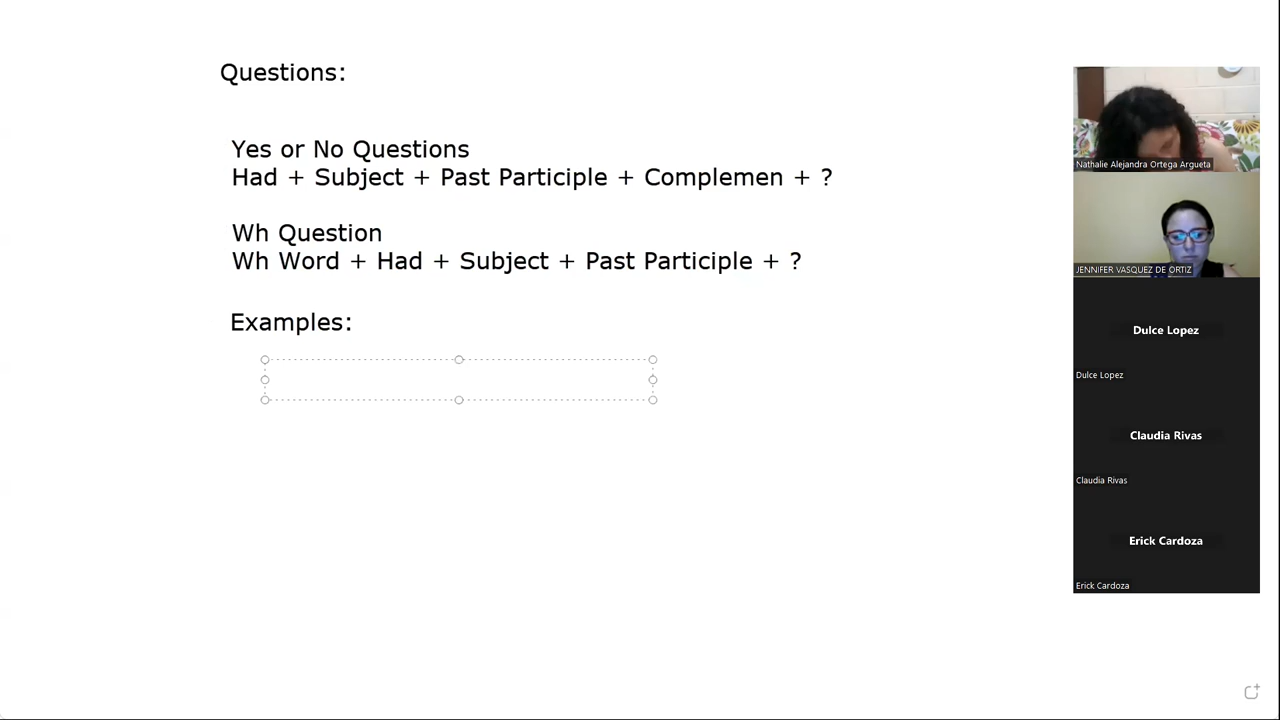 Questions:
Yes or No Questions
Had + Subject + Past Participle + Complemen + ?
Wh Question
Wh Word + Had + Subject + Past Participle + ?
Examples:
Nathalie Alejandra Ortega Argueta
JENNIFER VASQUEZ DE ORTIZ
Dulce Lopez
Dulce Lopez
Claudia Rivas
Claudia Rivas
Erick Cardoza
Erick Cardoza